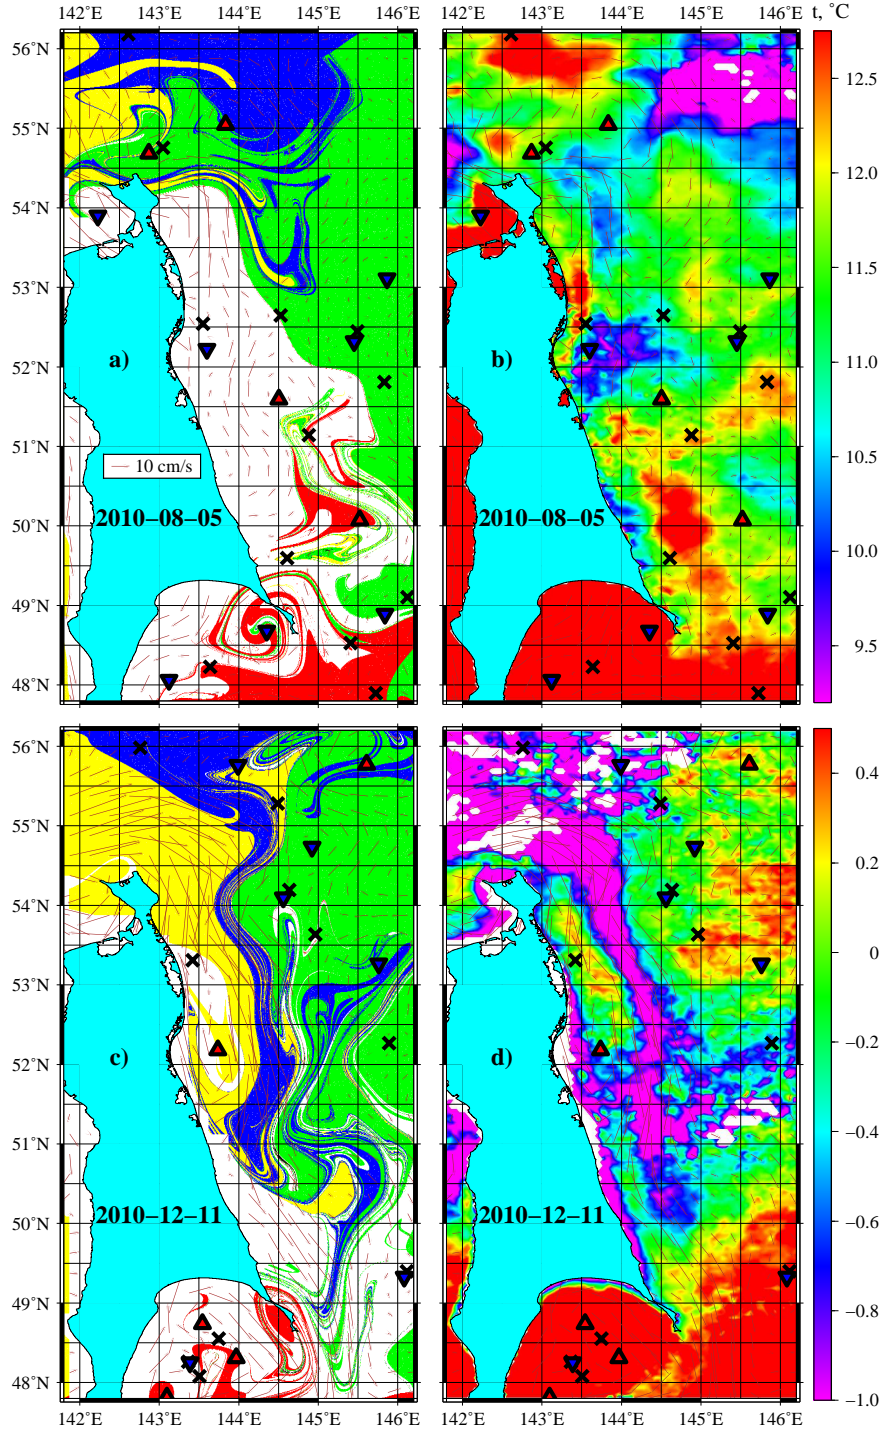 142˚E 143˚E 144˚E 145˚E 146˚E 142˚E 143˚E 144˚E 145˚E 146˚E t, ˚C
56˚N
55˚N
54˚N
53˚N
52˚N
51˚N
50˚N
49˚N
48˚N
a)
10 cm/s
2010−08−05
b)
2010−08−05
12.5
12.0
11.5
11.0
10.5
10.0
9.5
56˚N
55˚N
54˚N
53˚N
52˚N
51˚N
50˚N
49˚N
48˚N
c)
2010−12−11
d)
2010−12−11
0.4
0.2
0
−0.2
−0.4
−0.6
−0.8
−1.0
142˚E 143˚E 144˚E 145˚E 146˚E 142˚E 143˚E 144˚E 145˚E 146˚E